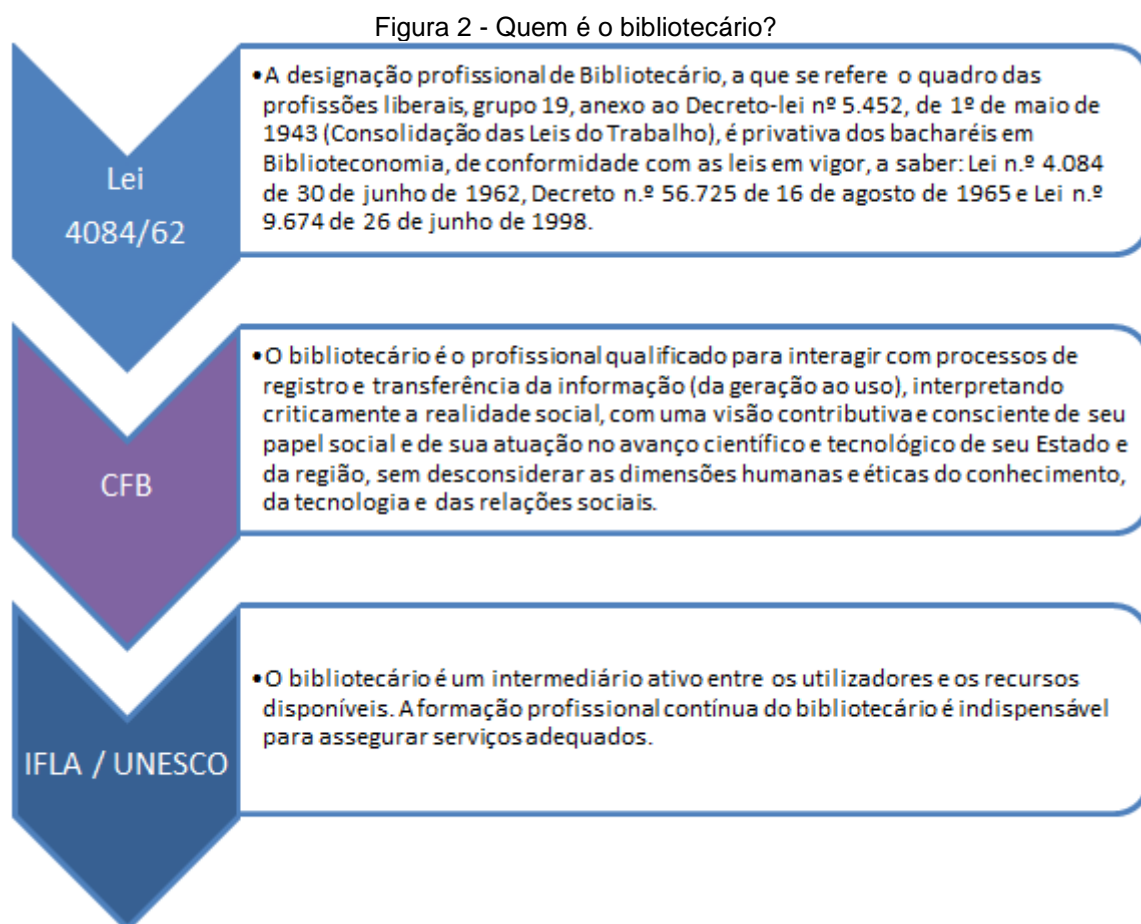 Figura 2 - Quem é o bibliotecário?
Lei
4084/62
•A designação profissional de Bibliotecário, a que se refere o quadro das
profissões liberais, grupo 19, anexo ao Decreto-lei nº 5.452, de 1º de maio de
1943 (Consolidação das Leis do Trabalho), é privativa dos bacharéis em
Biblioteconomia, de conformidade com as leis em vigor, a saber: Lei n.º 4.084
de 30 de junho de 1962, Decreto n.º 56.725 de 16 de agosto de 1965 e Lei n.º
9.674 de 26 de junho de 1998.
CFB
•O bibliotecário é o profissional qualificado para interagir com processos de
registro e transferência da informação (da geração ao uso), interpretando
criticamente a realidade social, com uma visão contributiva e consciente de seu
papel social e de sua atuação no avanço científico e tecnológico de seu Estado e
da região, sem desconsiderar as dimensões humanas e éticas do conhecimento,
da tecnologia e das relações sociais.
IFLA / UNESCO
•O bibliotecário é um intermediário ativo entre os utilizadores e os recursos
disponíveis. A formação profissional contínua do bibliotecário é indispensável
para assegurar serviços adequados.